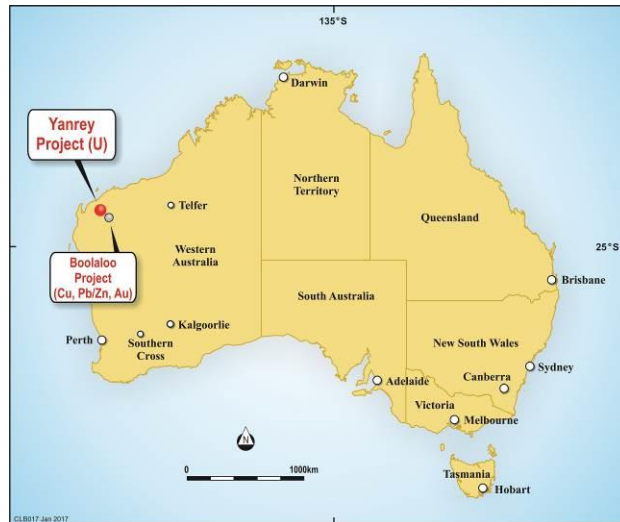 135°S
Darwin
Yanrey
Project (U)
Northern
Territory
Telfer
Queensland
Western
Australia
25°S
Boolaloo
Project
(Cu, Pb/Zn, Au)
Brisbane
South Australia
Kalgoorlie
Perth
Southern
Cross
New South Wales
Sydney
Canberra
Adelaide
Victoria
Melbourne
N
0
1000km
Tasmania
Hobart
CLB017 Jan 2017